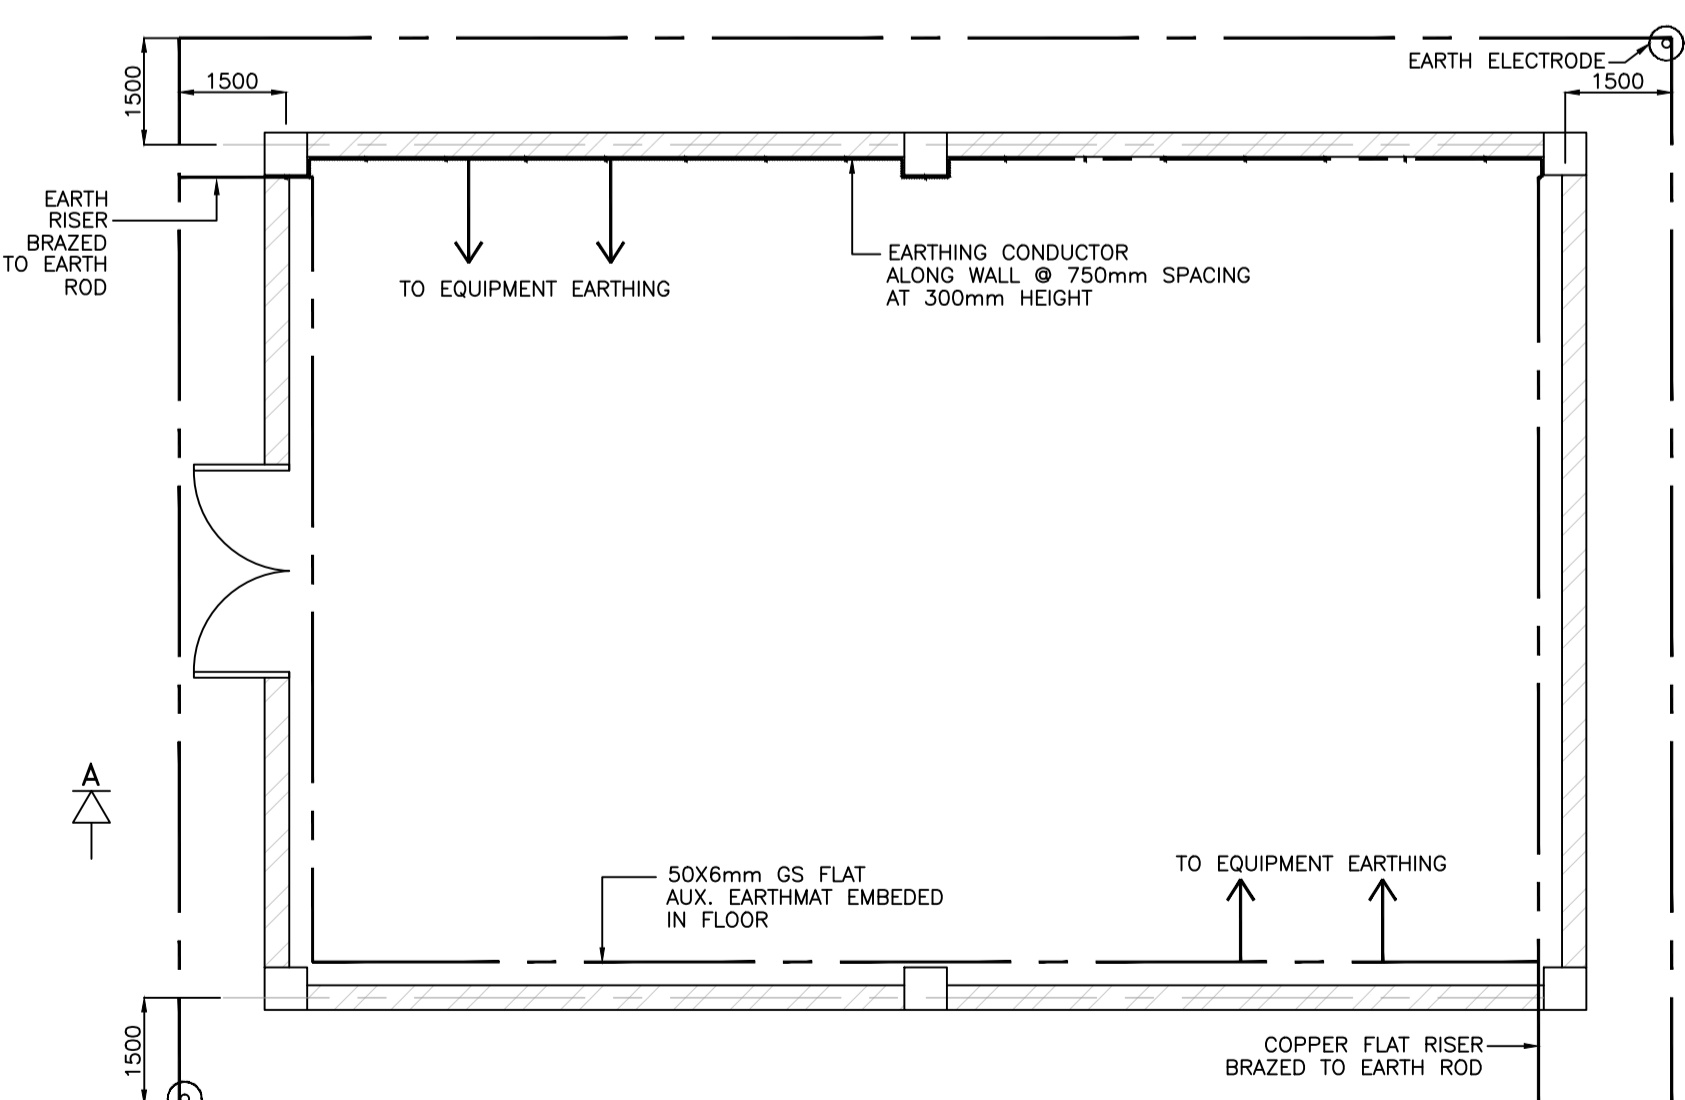 EARTH ELECTRODE
1500
1500
1500
EARTH
RISER
BRAZED
TO EARTH
ROD
TO EQUIPMENT EARTHING
EARTHING CONDUCTOR
ALONG WALL @ 750mm SPACING
AT 300mm HEIGHT
A
50X6mm GS FLAT
AUX. EARTHMAT EMBEDED
IN FLOOR
TO EQUIPMENT EARTHING
1500
COPPER FLAT RISER
BRAZED TO EARTH ROD